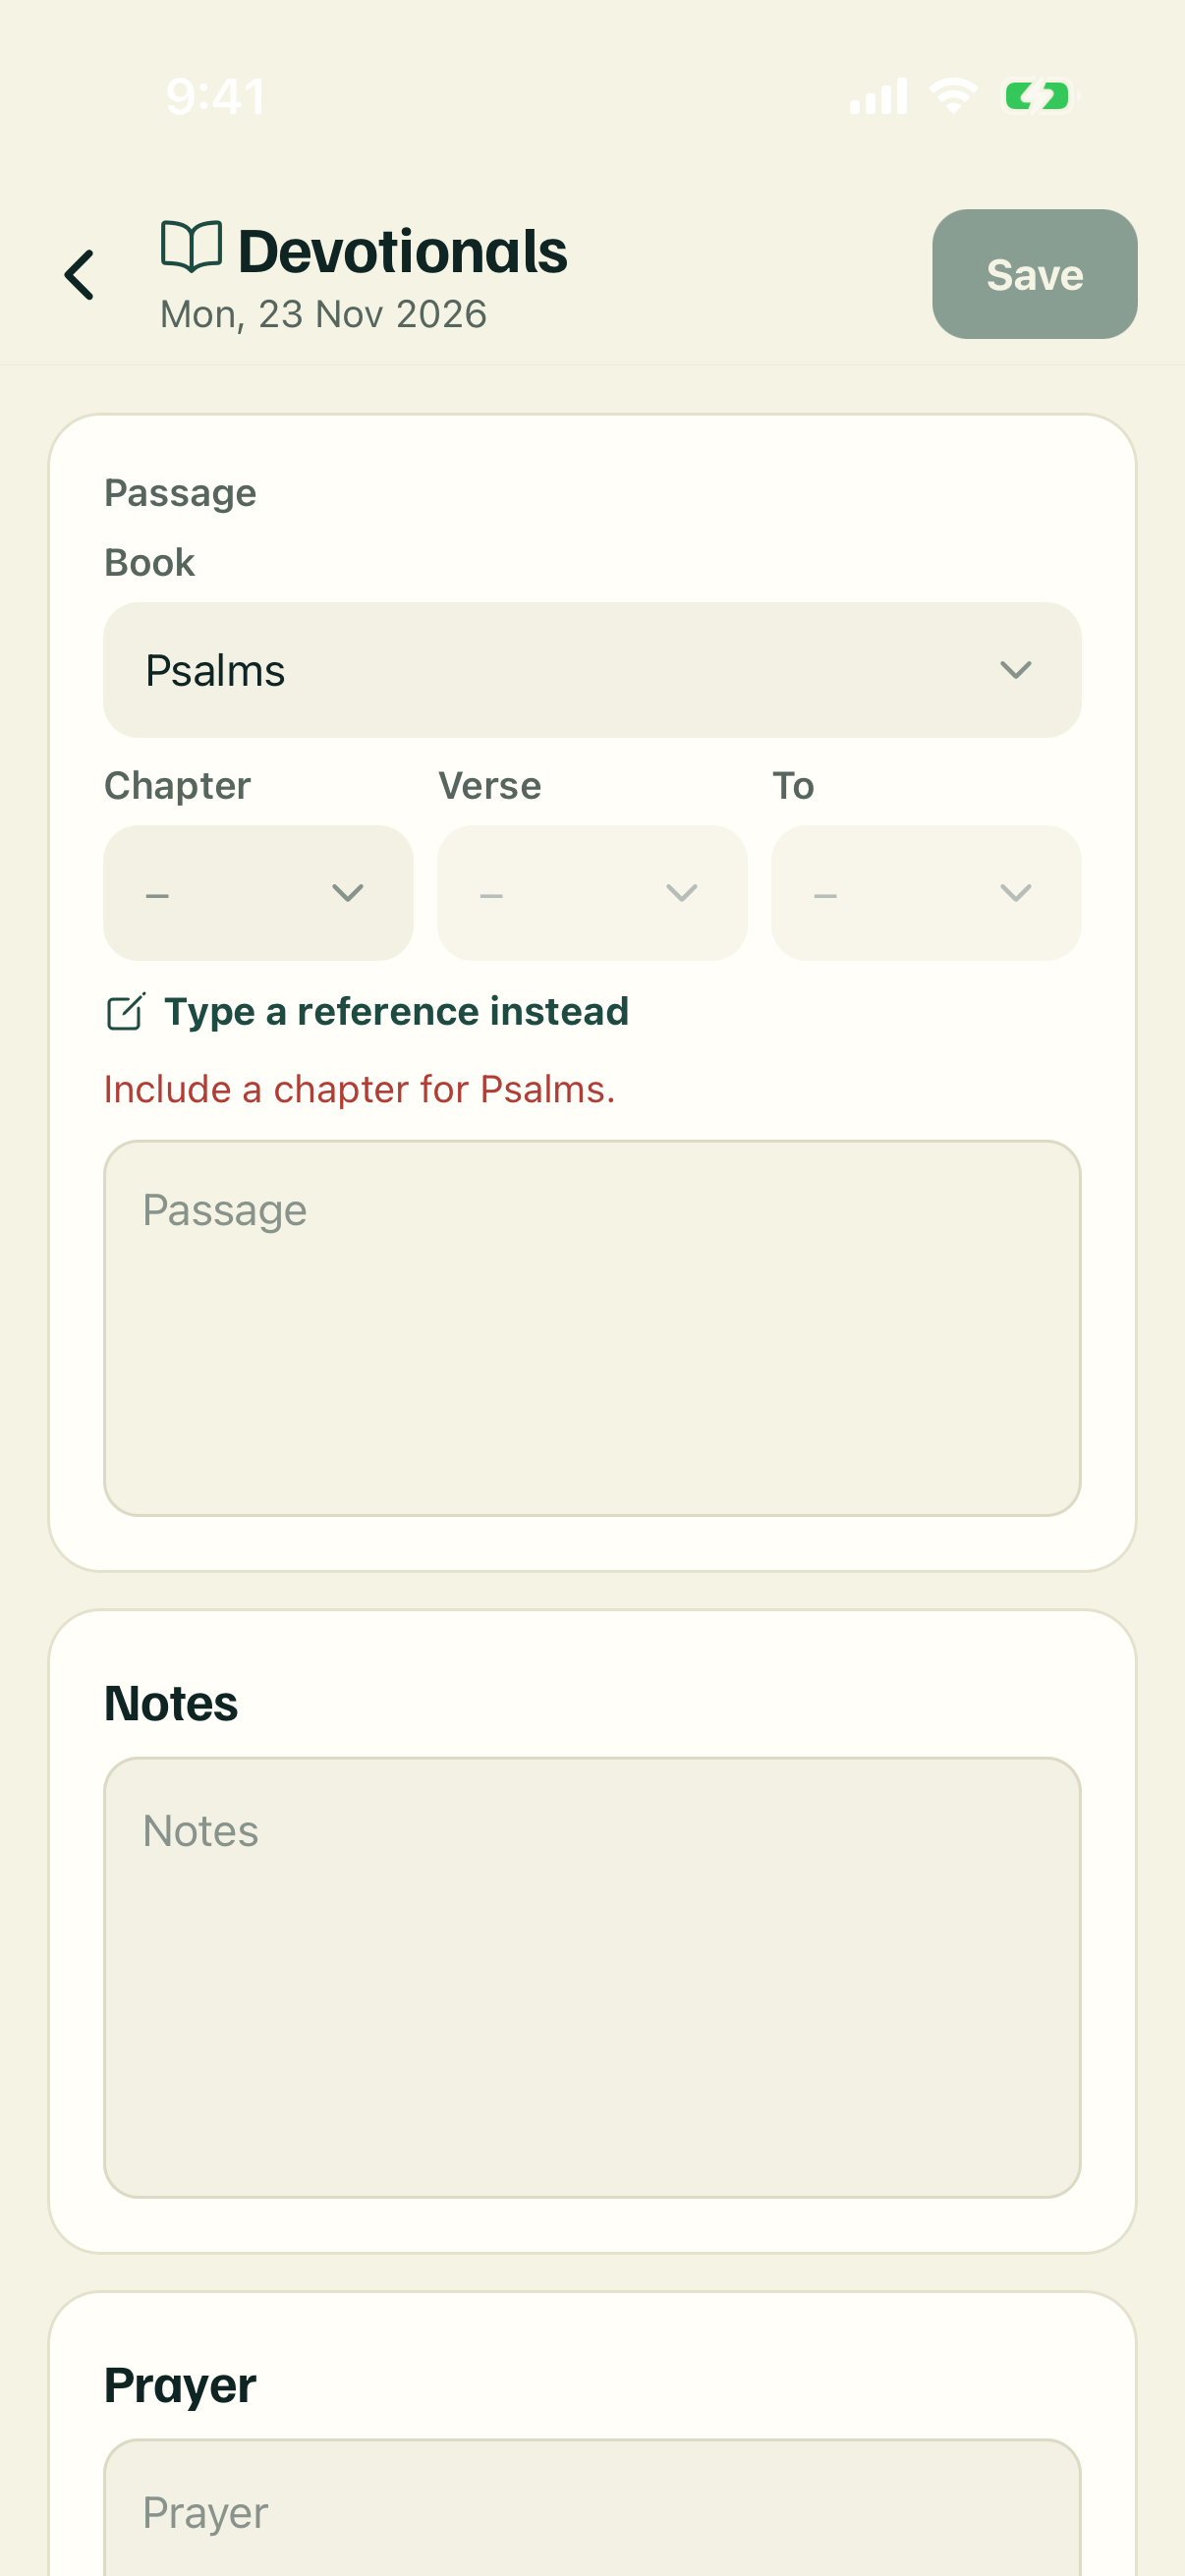 9:41
Devotionals
Save
Mon, 23 Nov 2026
Passage
Book
Psalms
Chapter Verse To
– – –
Type a reference instead
Include a chapter for Psalms.
Passage
Notes
Notes
Prayer
Prayer